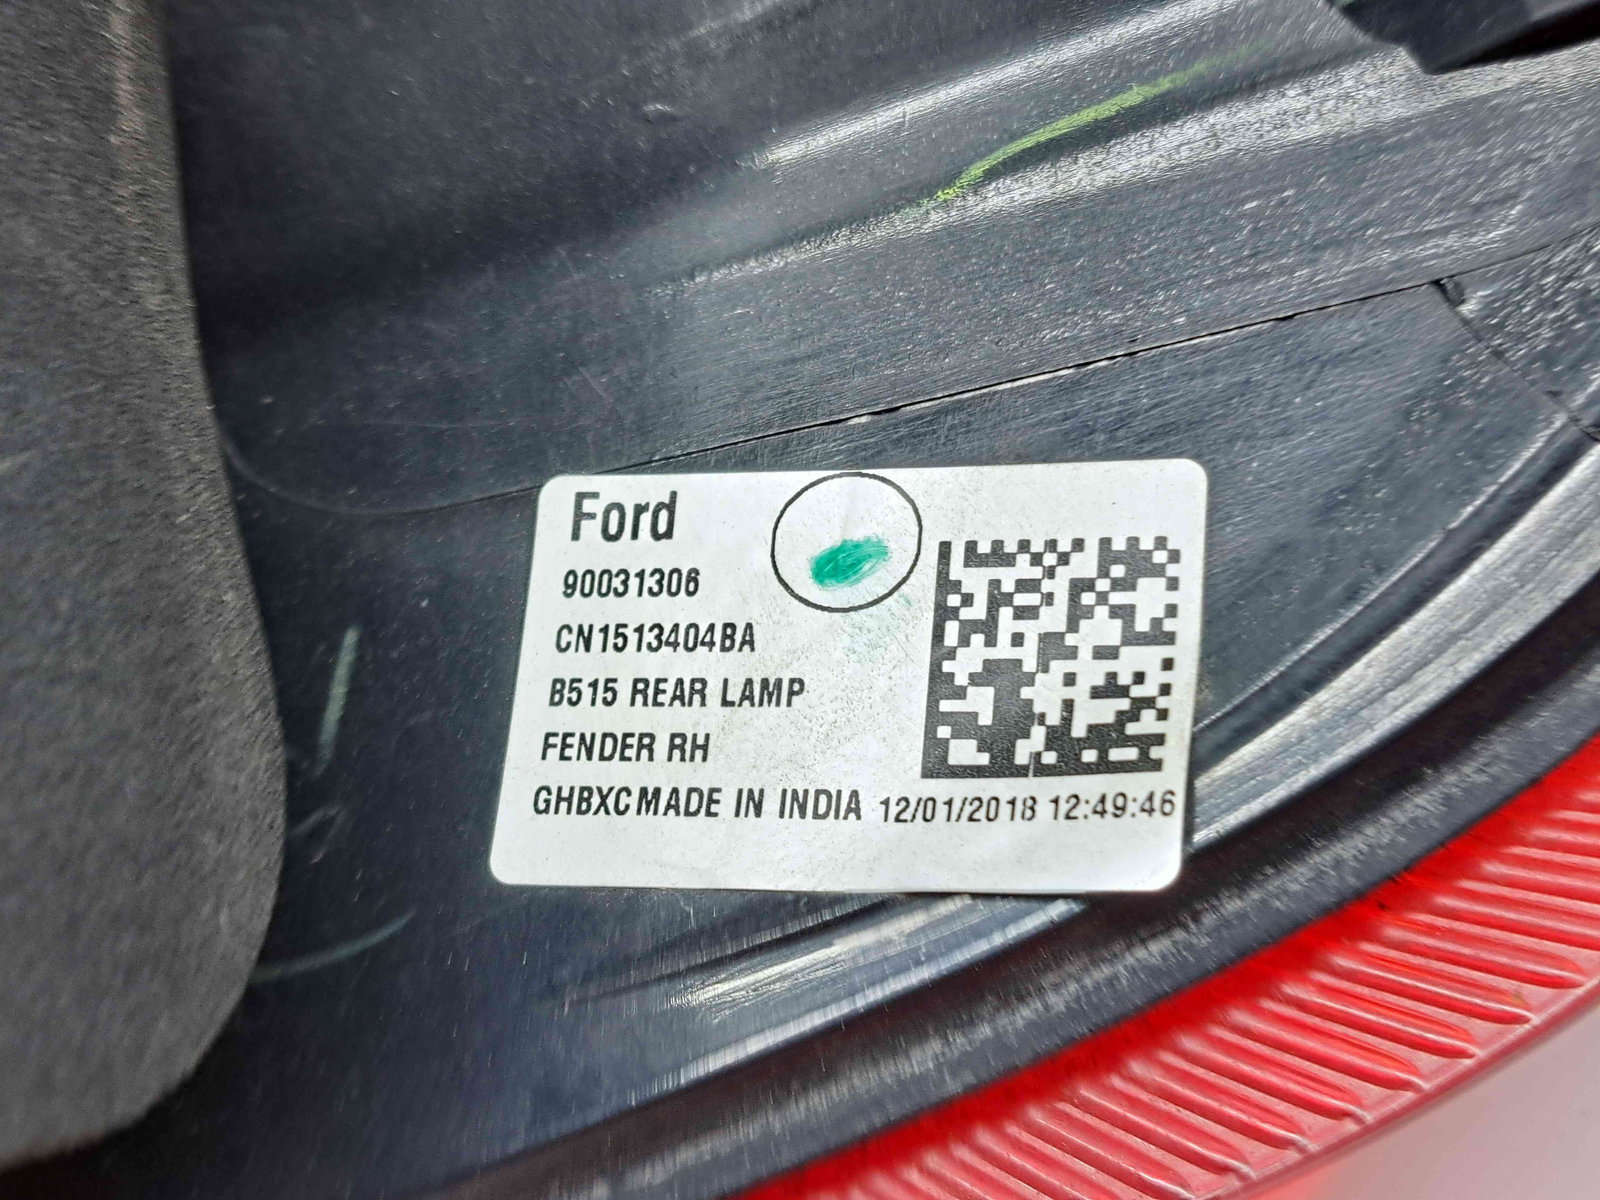 Ford
90031306
CN1513404BA
B515 REAR LAMP
FENDER RH
GHBXCMADE IN INDIA 12/01/2018 12:49:46